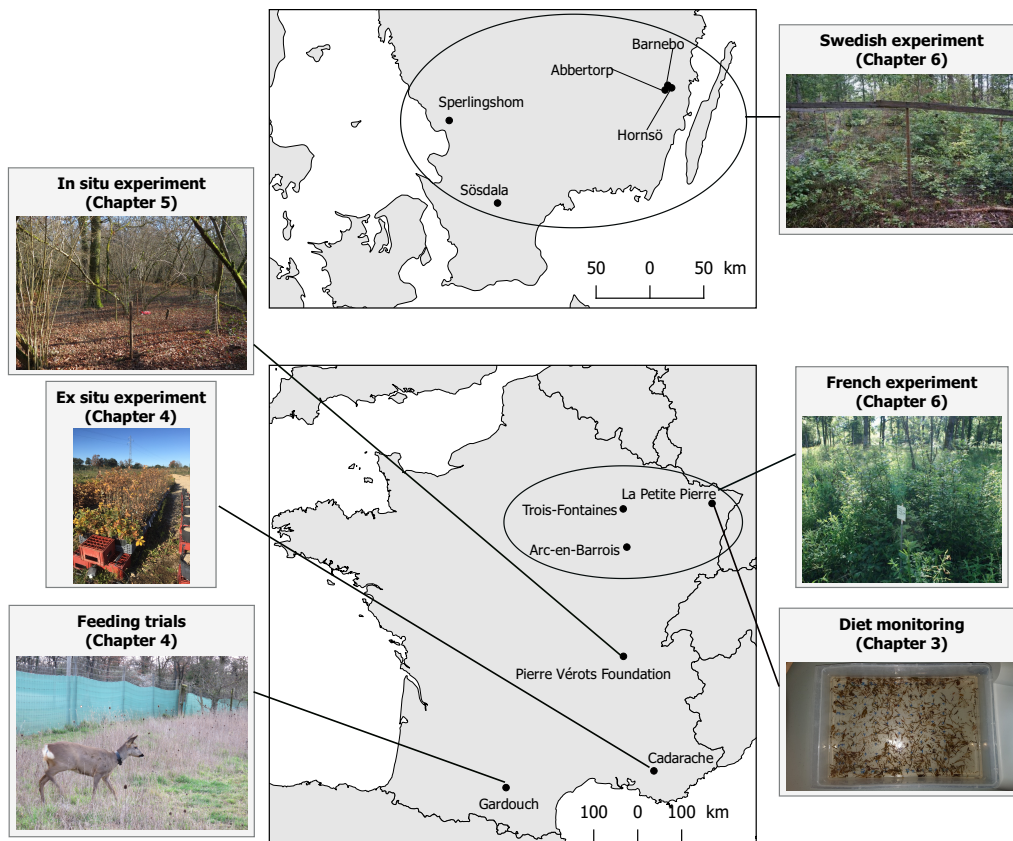 Swedish experiment
(Chapter 6)
Barnebo
Abbertorp
Sperlingshom
Hornsö
Sösdala
50 0 50 km
In situ experiment
(Chapter 5)
Ex situ experiment
(Chapter 4)
Feeding trials
(Chapter 4)
French experiment
(Chapter 6)
La Petite Pierre
Trois-Fontaines
Arc-en-Barrois
Pierre Vérots Foundation
Cadarache
Gardouch
100 0 100 km
Diet monitoring
(Chapter 3)